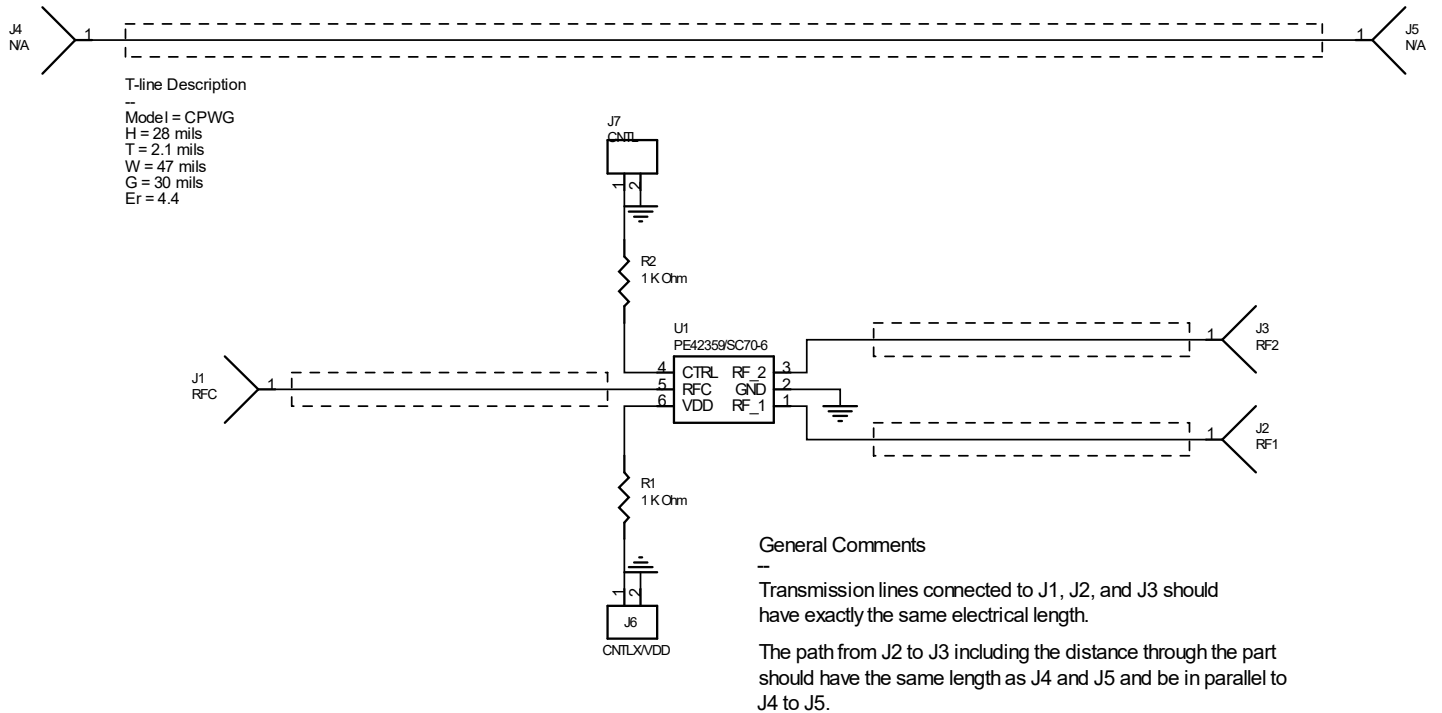 J4
N/A
1
1
J5
N/A
T-line Description
--
Model = CPWG
H = 28 mils
T = 2.1 mils
W = 47 mils
G = 30 mils
Er = 4.4
J7
CNTL
1
2
R2
1 K Ohm
U1
PE42359/SC70-6
4
CTRL
RF_2
3
5
RFC
GND
2
6
VDD
RF_1
1
J1
RFC
1
1
J3
RF2
1
J2
RF1
R1
1 K Ohm
1
2
J6
CNTLX/VDD
General Comments
--
Transmission lines connected to J1, J2, and J3 should
have exactly the same electrical length.
The path from J2 to J3 including the distance through the part
should have the same length as J4 and J5 and be in parallel to
J4 to J5.